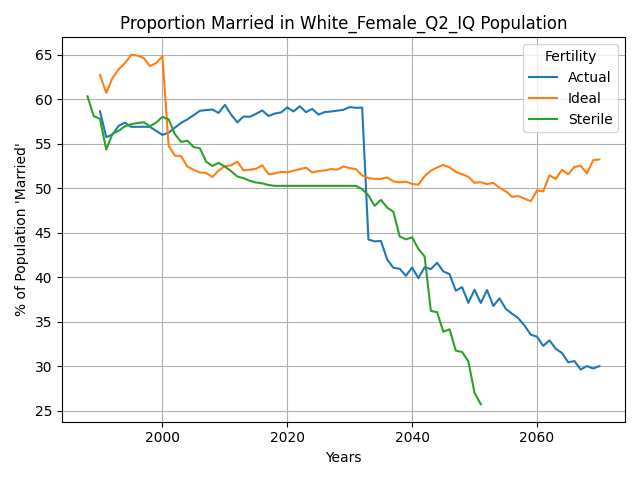 Proportion Married in White_Female_Q2_IQ Population
% of Population 'Married'
65
60
55
50
45
40
35
30
25
Fertility
Actual
Ideal
Sterile
2000 2020 2040 2060
Years